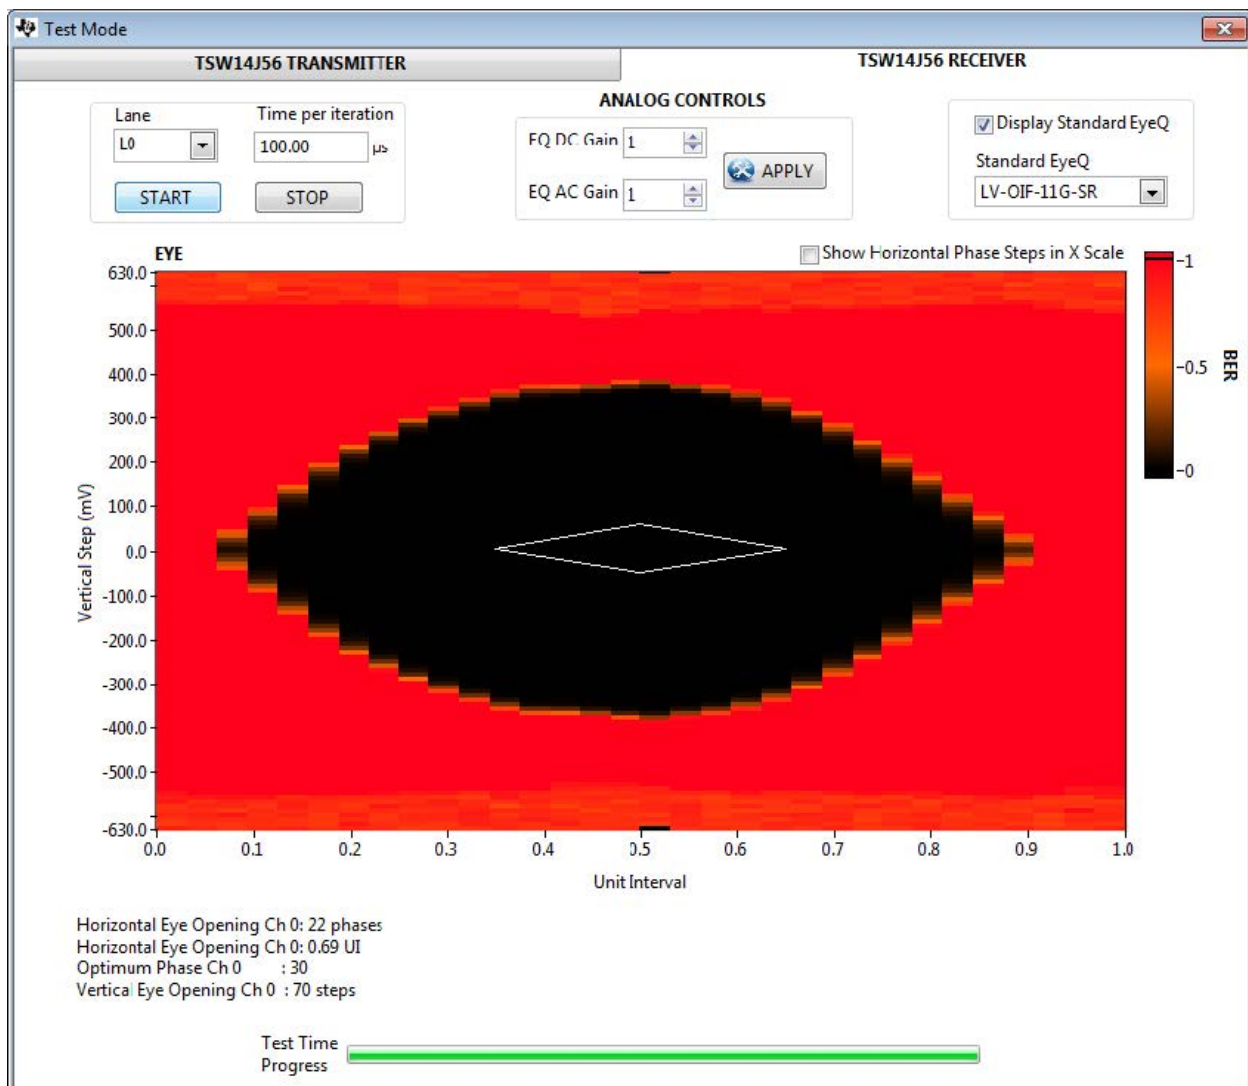 Test Mode
TSW14J56 TRANSMITTER
TSW14J56 RECEIVER
Lane
Time per iteration
L0
100.00
µs
START
STOP
ANALOG CONTROLS
EQ DC Gain
1
EQ AC Gain
1
APPLY
Display Standard EyeQ
Standard EyeQ
LV-OIF-11G-SR
EYE
Show Horizontal Phase Steps in X Scale
630.0
500.0
400.0
300.0
200.0
100.0
0.0
-100.0
-200.0
-300.0
-400.0
-500.0
-630.0
Vertical Step (mV)
0.0
0.1
0.2
0.3
0.4
0.5
0.6
0.7
0.8
0.9
1.0
Unit Interval
1
0.5
0
BER
Horizontal Eye Opening Ch 0: 22 phases
Horizontal Eye Opening Ch 0: 0.69 UI
Optimum Phase Ch 0 : 30
Vertical Eye Opening Ch 0 : 70 steps
Test Time
Progress